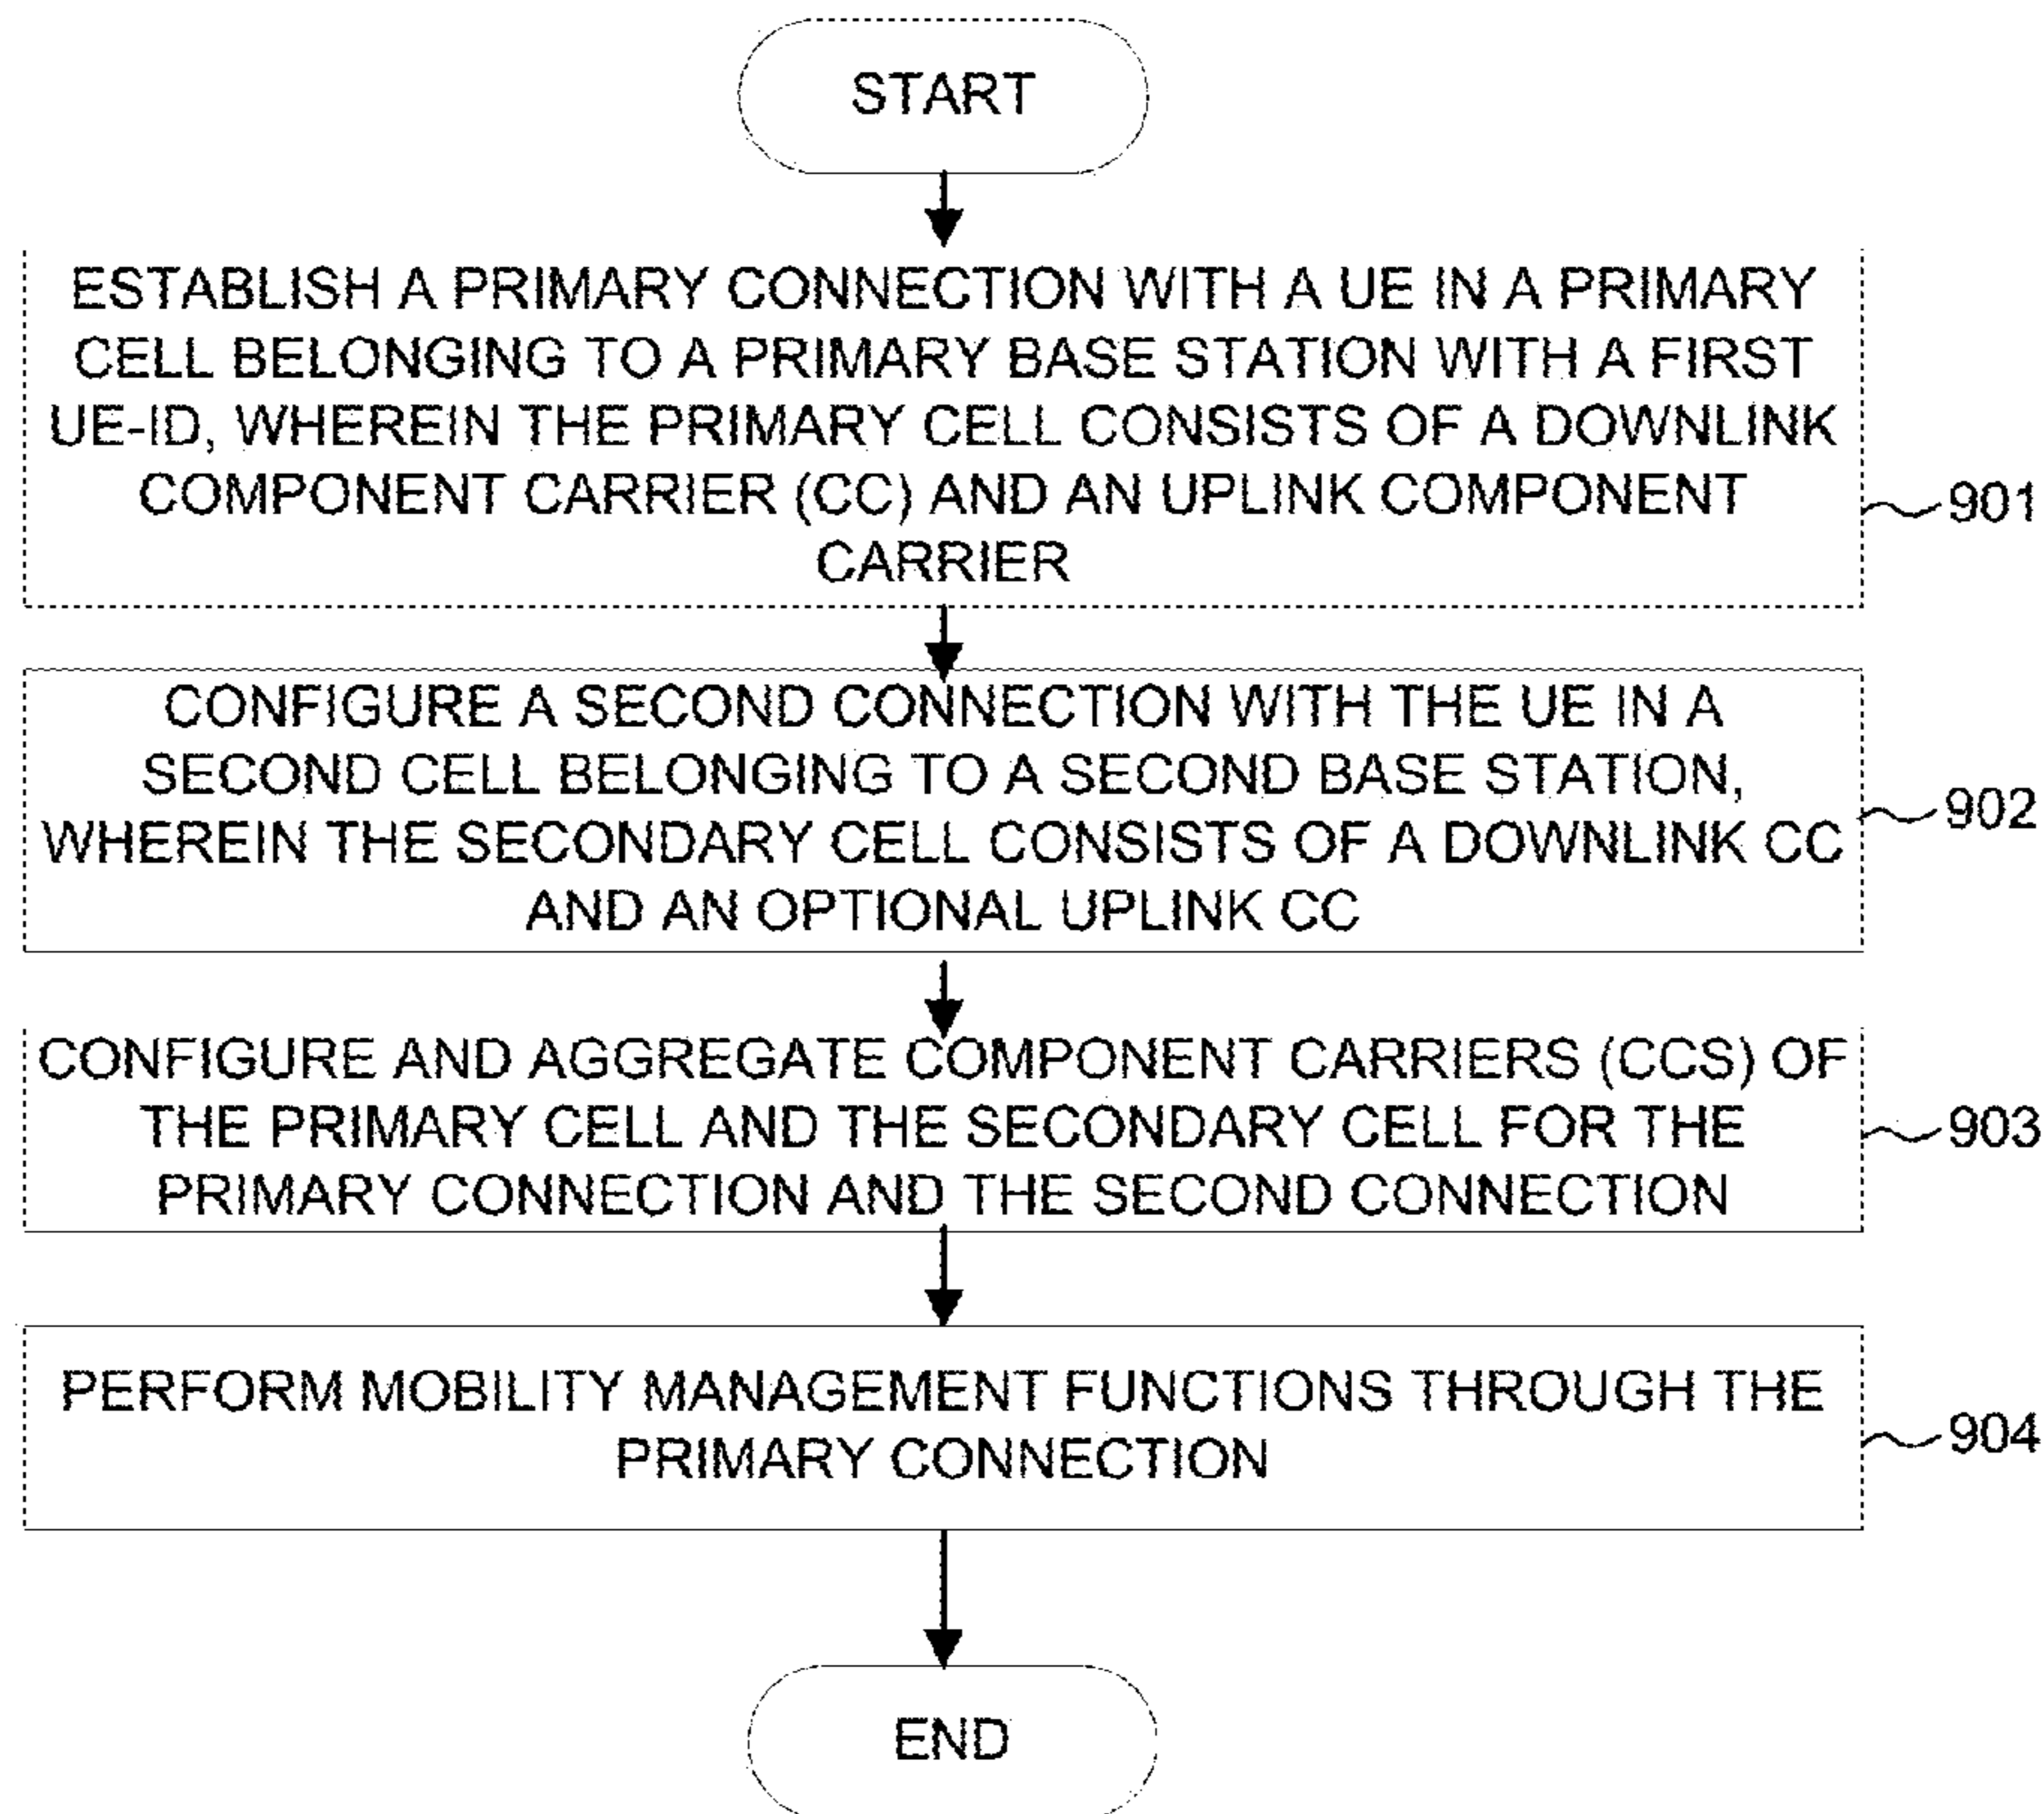 START
ESTABLISH A PRIMARY CONNECTION WITH A UE IN A PRIMARY
CELL BELONGING TO A PRIMARY BASE STATION WITH A FIRST
UE-ID, WHEREIN THE PRIMARY CELL CONSISTS OF A DOWNLINK
COMPONENT CARRIER (CC) AND AN UPLINK COMPONENT
CARRIER
901
CONFIGURE A SECOND CONNECTION WITH THE UE IN A
SECOND CELL BELONGING TO A SECOND BASE STATION,
WHEREIN THE SECONDARY CELL CONSISTS OF A DOWNLINK CC
AND AN OPTIONAL UPLINK CC
902
CONFIGURE AND AGGREGATE COMPONENT CARRIERS (CCS) OF
THE PRIMARY CELL AND THE SECONDARY CELL FOR THE
PRIMARY CONNECTION AND THE SECOND CONNECTION
903
PERFORM MOBILITY MANAGEMENT FUNCTIONS THROUGH THE
PRIMARY CONNECTION
904
END